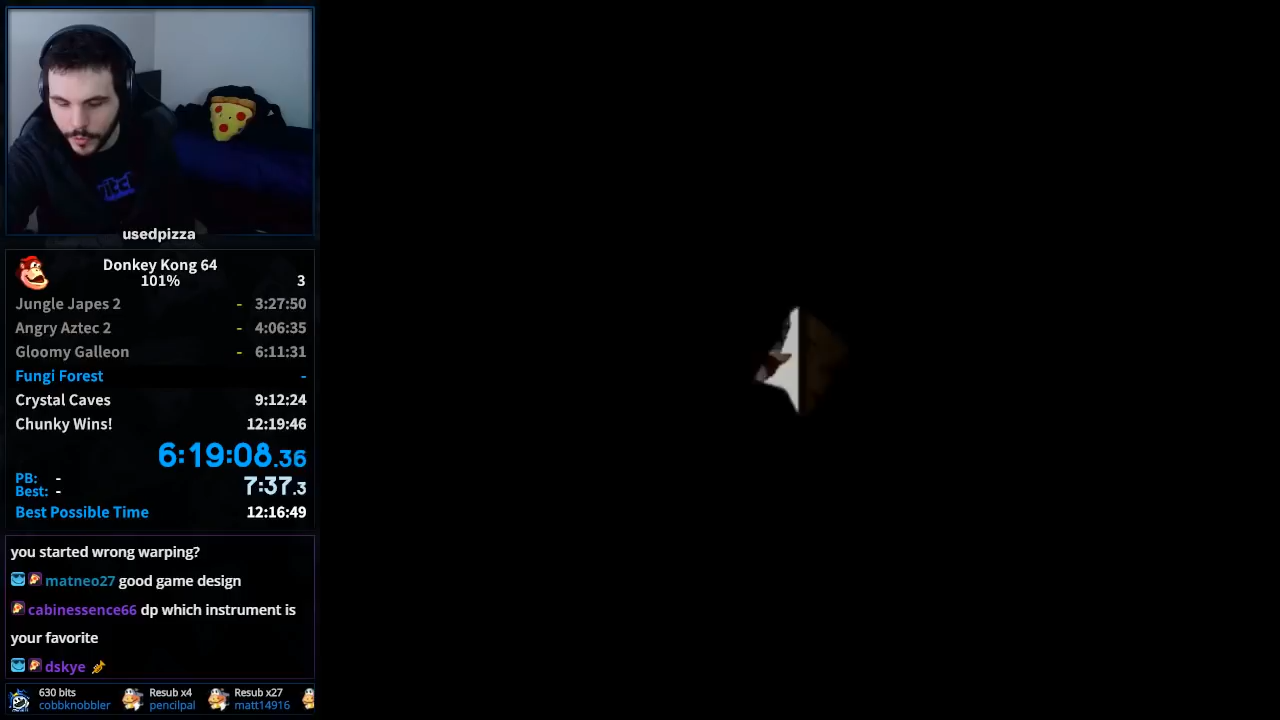 usedpizza
Donkey Kong 64
101% 3
Jungle Japes 2 - 3:27:50
Angry Aztec 2 - 4:06:35
Gloomy Galleon - 6:11:31
Fungi Forest -
Crystal Caves 9:12:24
Chunky Wins! 12:19:46
6:19:08.36
PB: -
Best: - 7:37.3
Best Possible Time 12:16:49
you started wrong warping?
matneo27 good game design
cabinessence66 dp which instrument is
your favorite
dskye
630 bits Resub x4 Resub x27
cobbknobbler pencilpal matt14916